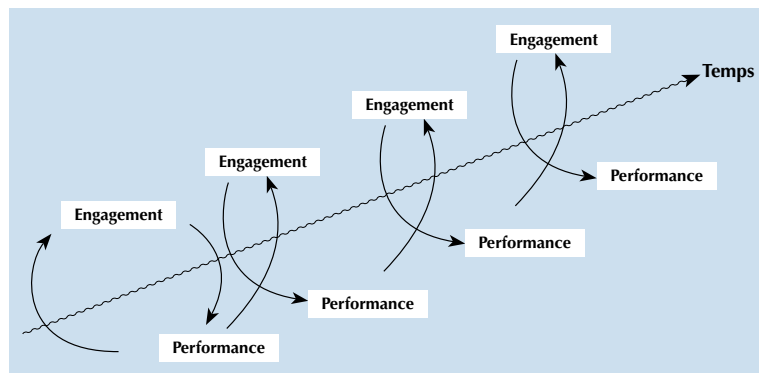 Engagement
Temps
Engagement
Engagement
Performance
Engagement
Performance
Performance
Performance